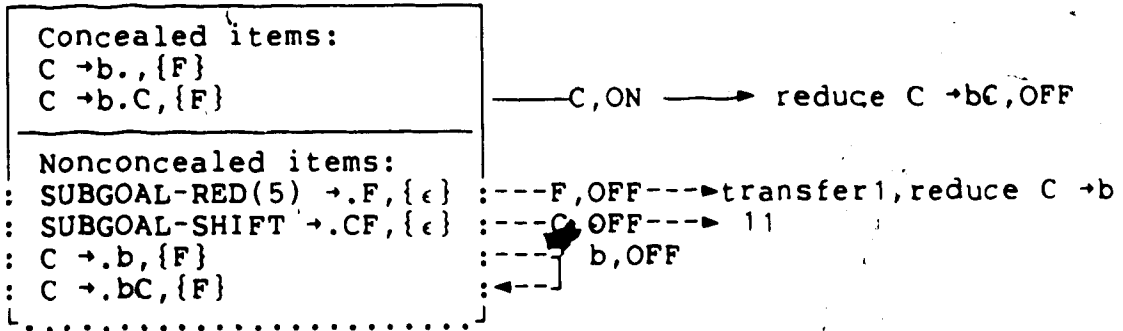 Concealed items:
C →b.,{F}
C →b.C,{F}
C,ON → reduce C →bC,OFF
Nonconcealed items:
: SUBGOAL-RED(5) →.F,{ϵ} :---F,OFF---►transfer1,reduce C →b
: SUBGOAL-SHIFT →.CF,{ϵ} :---C,OFF---► 11
: C →.b,{F} :--- b,OFF
: C →.bC,{F} :◄---